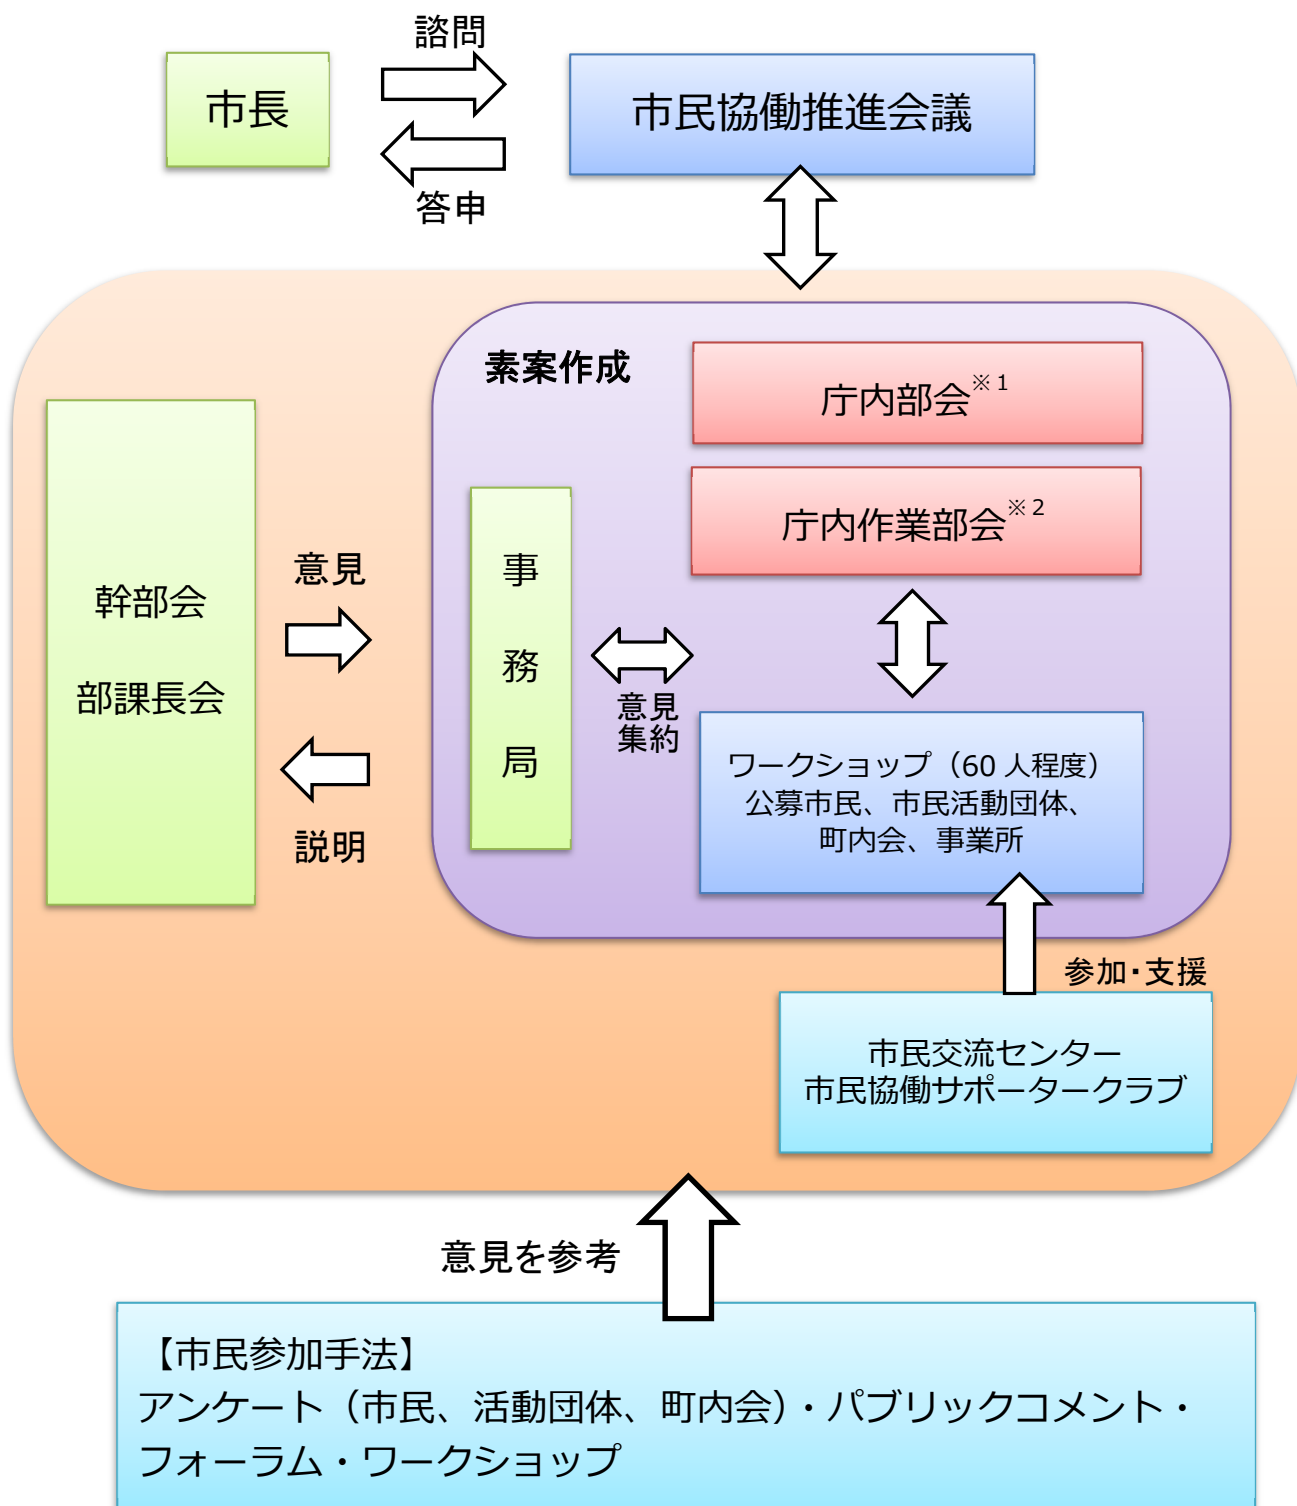 諮問
市長
市民協働推進会議
答申
素案作成
庁内部会※1
庁内作業部会※2
幹部会
部課長会
意見
説明
事
務
局
意見
集約
ワークショップ（60人程度）
公募市民、市民活動団体、
町内会、事業所
参加・支援
市民交流センター
市民協働サポータークラブ
意見を参考
【市民参加手法】
アンケート（市民、活動団体、町内会）・パブリックコメント・
フォーラム・ワークショップ